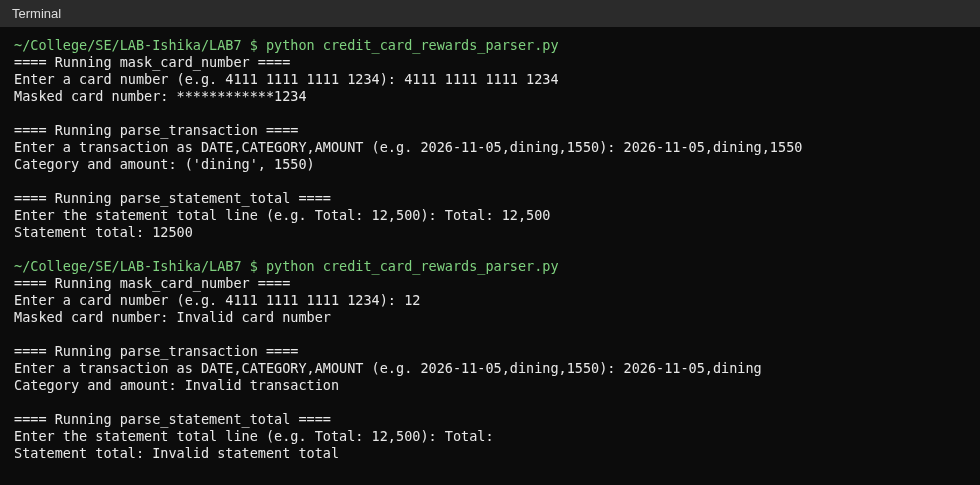 Terminal
~/College/SE/LAB-Ishika/LAB7 $ python credit_card_rewards_parser.py
==== Running mask_card_number ====
Enter a card number (e.g. 4111 1111 1111 1234): 4111 1111 1111 1234
Masked card number: ************1234
==== Running parse_transaction ====
Enter a transaction as DATE,CATEGORY,AMOUNT (e.g. 2026-11-05,dining,1550): 2026-11-05,dining,1550
Category and amount: ('dining', 1550)
==== Running parse_statement_total ====
Enter the statement total line (e.g. Total: 12,500): Total: 12,500
Statement total: 12500
~/College/SE/LAB-Ishika/LAB7 $ python credit_card_rewards_parser.py
==== Running mask_card_number ====
Enter a card number (e.g. 4111 1111 1111 1234): 12
Masked card number: Invalid card number
==== Running parse_transaction ====
Enter a transaction as DATE,CATEGORY,AMOUNT (e.g. 2026-11-05,dining,1550): 2026-11-05,dining
Category and amount: Invalid transaction
==== Running parse_statement_total ====
Enter the statement total line (e.g. Total: 12,500): Total:
Statement total: Invalid statement total